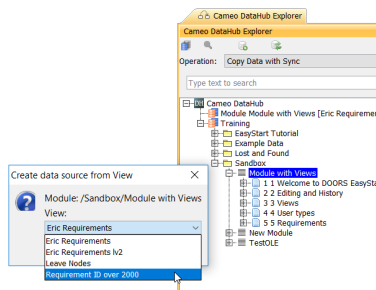 Cameo DataHub Explorer
Cameo DataHub Explorer
Operation: Copy Data with Sync
Type text to search
Cameo DataHub
Module Module with Views [Eric Requiremen
Training
EasyStart Tutorial
Example Data
Lost and Found
Sandbox
Module with Views
1 1 Welcome to DOORS EasySta
2 2 Editing and History
3 3 Views
4 4 User types
5 5 Requirements
New Module
TestOLE
Create data source from View
Module: /Sandbox/Module with Views
View:
Eric Requirements
Eric Requirements
Eric Requirements lv2
Leave Nodes
Requirement ID over 2000